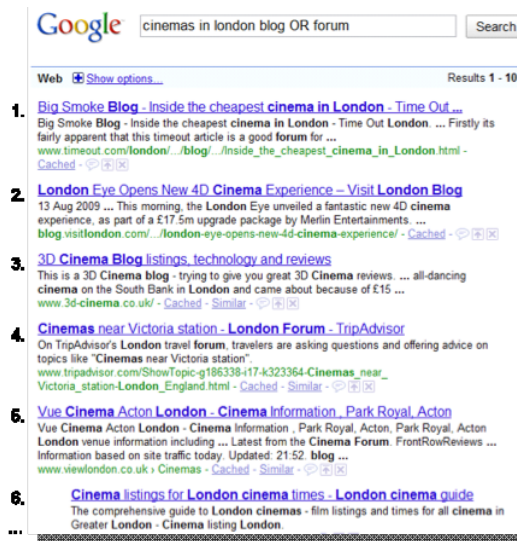 Google cinemas in london blog OR forum Search
Web Show options... Results 1 - 10
1. Big Smoke Blog - Inside the cheapest cinema in London - Time Out ...
Big Smoke Blog - Inside the cheapest cinema in London - Time Out London. ... Firstly its
fairly apparent that this timeout article is a good forum for ...
www.timeout.com/london/.../blog/.../Inside_the_cheapest_cinema_in_London.html -
Cached -
2. London Eye Opens New 4D Cinema Experience – Visit London Blog
13 Aug 2009 ... This morning, the London Eye unveiled a fantastic new 4D cinema
experience, as part of a £17.5m upgrade package by Merlin Entertainments. ...
blog.visitlondon.com/.../london-eye-opens-new-4d-cinema-experience/ - Cached -
3. 3D Cinema Blog listings, technology and reviews
This is a 3D Cinema blog - trying to give you great 3D Cinema reviews. ... all-dancing
cinema on the South Bank in London and came about because of £15 ...
www.3d-cinema.co.uk/ - Cached - Similar -
4. Cinemas near Victoria station - London Forum - TripAdvisor
On TripAdvisor's London travel forum, travelers are asking questions and offering advice on
topics like "Cinemas near Victoria station".
www.tripadvisor.com/ShowTopic-g186338-i17-k323364-Cinemas_near_
Victoria_station-London_England.html - Cached - Similar -
5. Vue Cinema Acton London - Cinema Information , Park Royal, Acton
Vue Cinema Acton London - Cinema Information , Park Royal, Acton, Park Royal, Acton
London venue information including ... Latest from the Cinema Forum. FrontRowReviews ...
Information based on site traffic today. Updated: 21:52. blog ...
www.viewlondon.co.uk › Cinemas - Cached - Similar -
6. Cinema listings for London cinema times - London cinema guide
The comprehensive guide to London cinemas - film listings and times for all cinema in
Greater London - Cinema listing London.
...